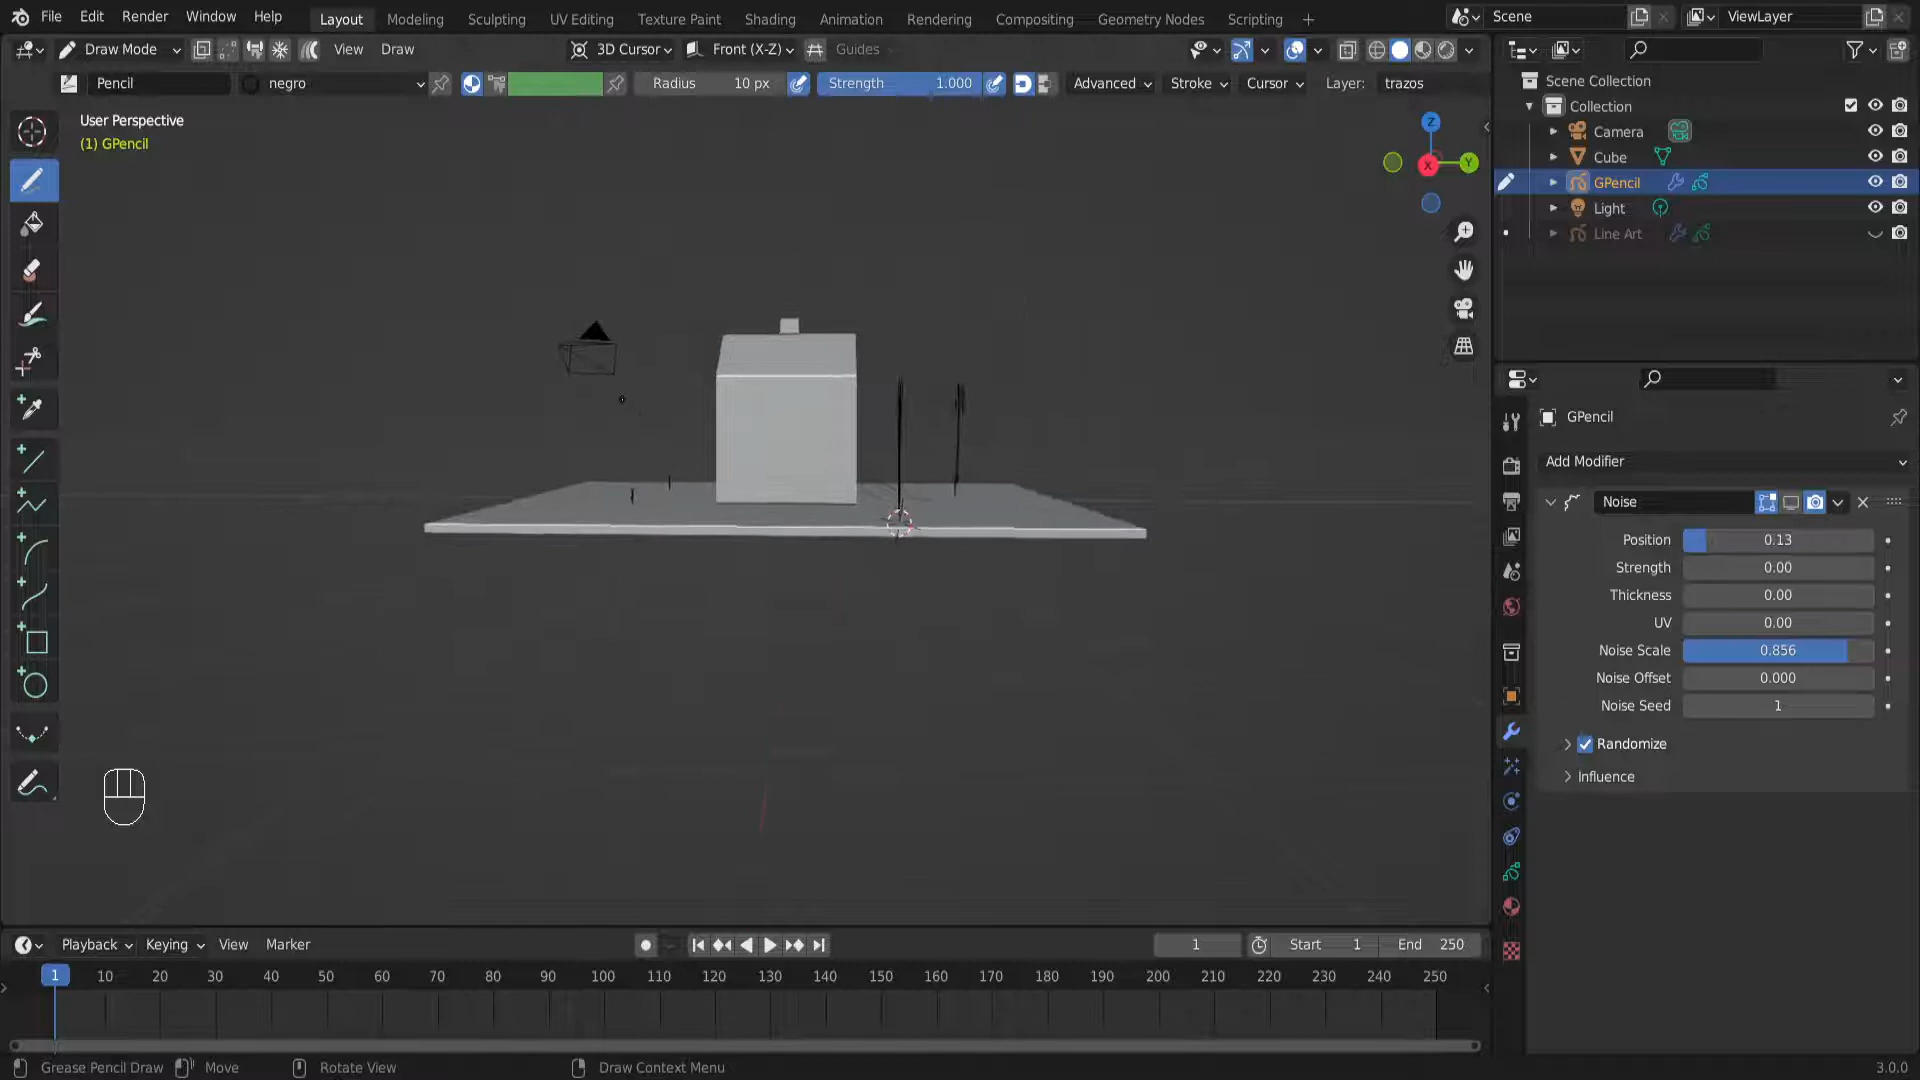 File Edit Render Window Help Layout Modeling Sculpting UV Editing Texture Paint Shading Animation Rendering Compositing Geometry Nodes Scripting + Scene ViewLayer
Draw Mode View Draw 3D Cursor Front (X-Z) Guides
Pencil negro Radius 10 px Strength 1.000 Advanced Stroke Cursor Layer: trazos
User Perspective
(1) GPencil
Z
X Y
Scene Collection
Collection
Camera
Cube
GPencil
Light
Line Art
GPencil
Add Modifier
Noise
Position 0.13
Strength 0.00
Thickness 0.00
UV 0.00
Noise Scale 0.856
Noise Offset 0.000
Noise Seed 1
Randomize
Influence
Playback Keying View Marker 1 Start 1 End 250
1 10 20 30 40 50 60 70 80 90 100 110 120 130 140 150 160 170 180 190 200 210 220 230 240 250
Grease Pencil Draw Move Rotate View Draw Context Menu 3.0.0